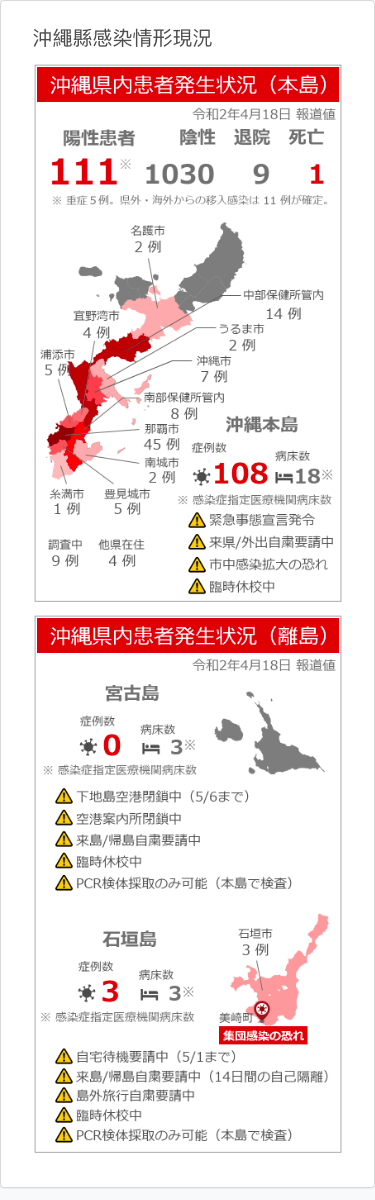 沖繩縣感染情形現況
沖縄県内患者発生状況（本島）
令和2年4月18日 報道値
陽性患者 陰性 退院 死亡
111※ 1030 9 1
※ 重症５例。県外・海外からの移入感染は 11 例が確定。
名護市
2 例
中部保健所管内
14 例
宜野湾市
4 例
うるま市
2 例
浦添市
5 例
沖縄市
7 例
南部保健所管内
8 例
那覇市
45 例
南城市
2 例
糸満市
1 例
豊見城市
5 例
調査中
9 例
他県在住
4 例
沖縄本島
症例数 病床数
108 18※
※ 感染症指定医療機関病床数
緊急事態宣言発令
来県/外出自粛要請中
市中感染拡大の恐れ
臨時休校中
沖縄県内患者発生状況（離島）
令和2年4月18日 報道値
宮古島
症例数 病床数
0 3※
※ 感染症指定医療機関病床数
下地島空港閉鎖中（5/6まで）
空港案内所閉鎖中
来島/帰島自粛要請中
臨時休校中
PCR検体採取のみ可能（本島で検査）
石垣島
症例数 病床数
3 3※
※ 感染症指定医療機関病床数
石垣市
3 例
美崎町
集団感染の恐れ
自宅待機要請中（5/1まで）
来島/帰島自粛要請中（14日間の自己隔離）
島外旅行自粛要請中
臨時休校中
PCR検体採取のみ可能（本島で検査）